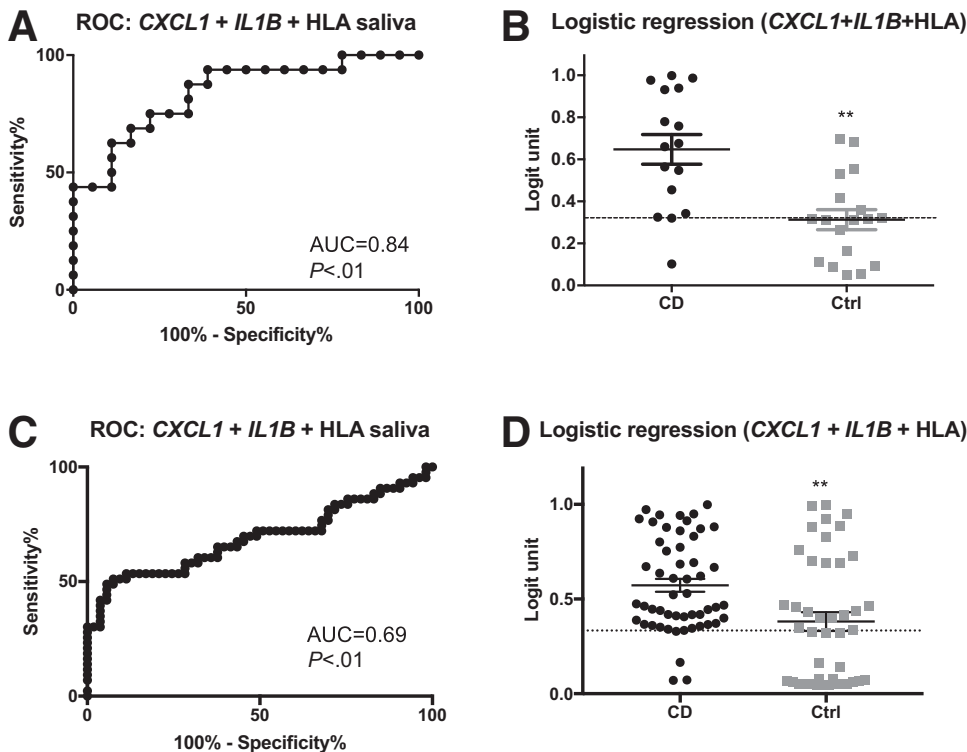 A
ROC: CXCL1 + IL1B + HLA saliva
100
50
0
Sensitivity%
AUC=0.84
P<.01
0
50
100
100% - Specificity%
B
Logistic regression (CXCL1+IL1B+HLA)
1.0
0.8
0.6
0.4
0.2
0.0
Logit unit
**
CD
Ctrl
C
ROC: CXCL1 + IL1B + HLA saliva
100
50
0
Sensitivity%
AUC=0.69
P<.01
0
50
100
100% - Specificity%
D
Logistic regression (CXCL1 + IL1B + HLA)
1.0
0.5
0.0
Logit unit
**
CD
Ctrl